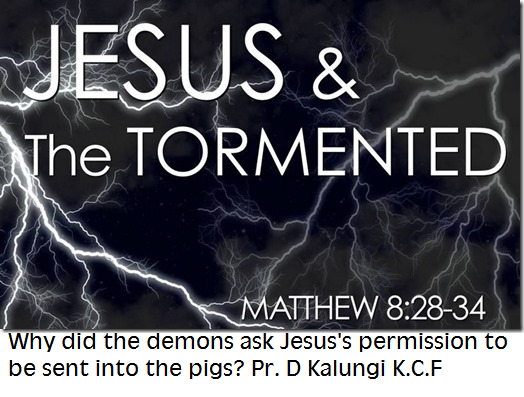 JESUS &
The TORMENTED
MATTHEW 8:28-34
Why did the demons ask Jesus's permission to
be sent into the pigs? Pr. D Kalungi K.C.F